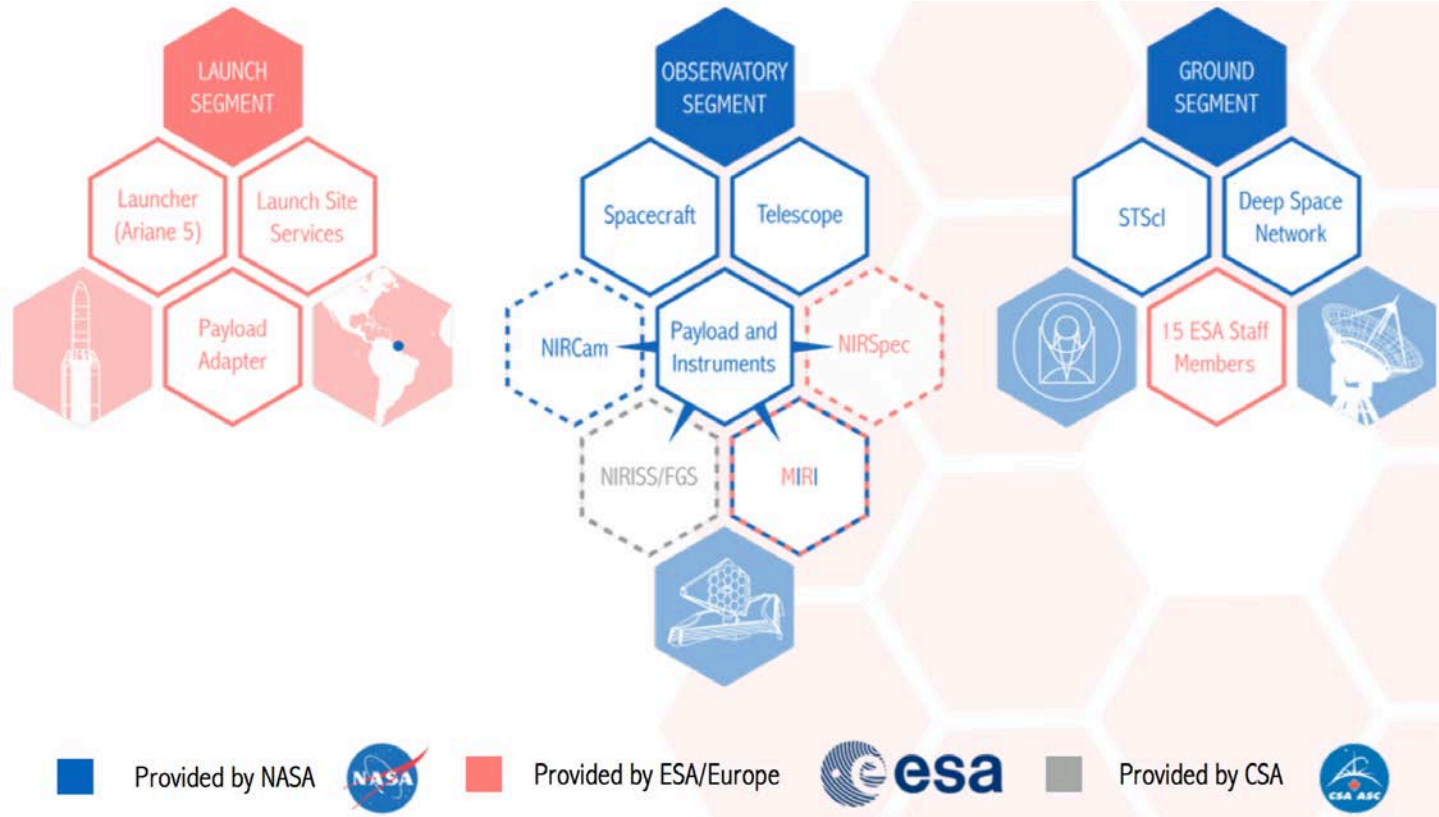 LAUNCH
SEGMENT
Launcher
(Ariane 5)
Launch Site
Services
Payload
Adapter
OBSERVATORY
SEGMENT
Spacecraft
Telescope
NIRCam
Payload and
Instruments
NIRSpec
NIRISS/FGS
MIRI
GROUND
SEGMENT
STScl
Deep Space
Network
15 ESA Staff
Members
Provided by NASA
NASA
Provided by ESA/Europe
esa
Provided by CSA
CSA ASC